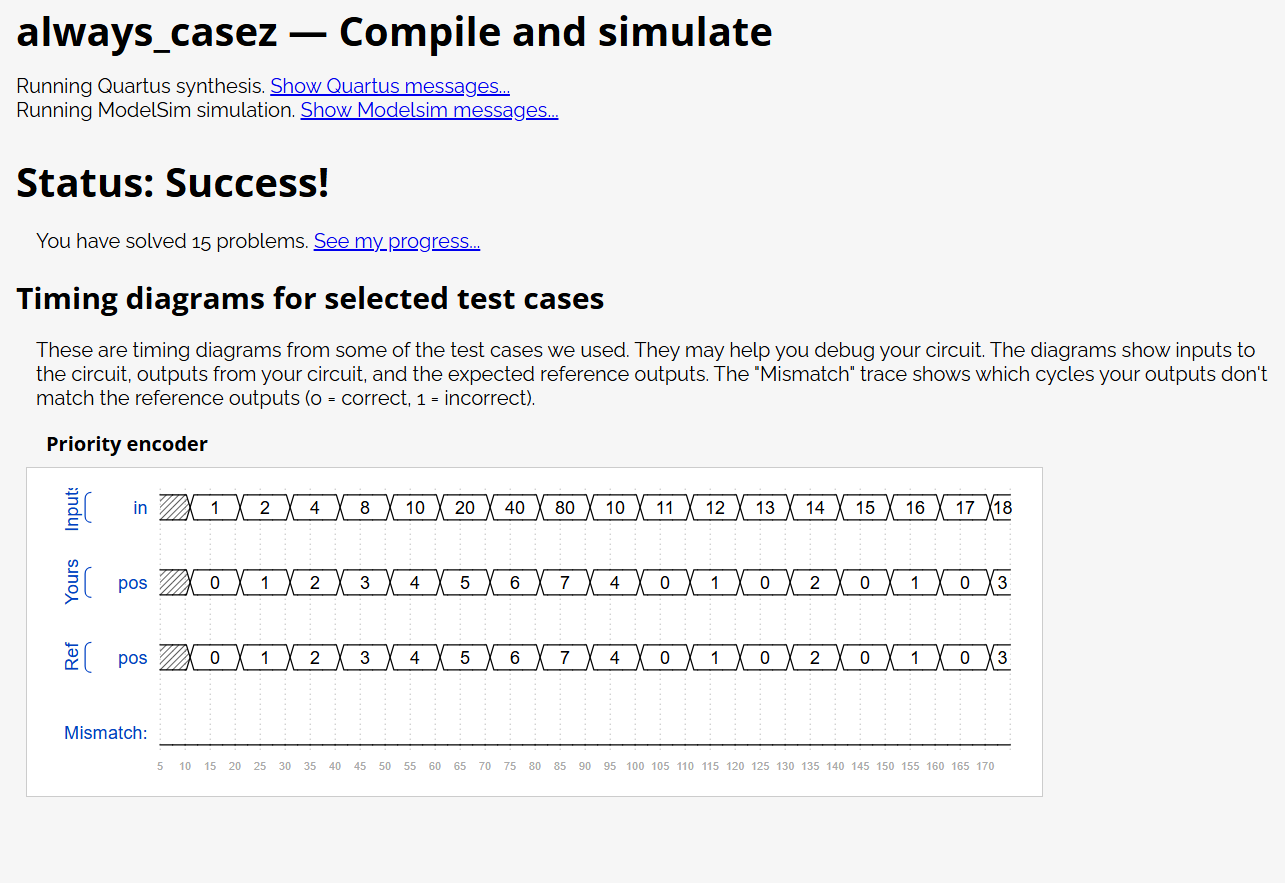 always_casez — Compile and simulate
Running Quartus synthesis. Show Quartus messages...
Running ModelSim simulation. Show Modelsim messages...
Status: Success!
You have solved 15 problems. See my progress...
Timing diagrams for selected test cases
These are timing diagrams from some of the test cases we used. They may help you debug your circuit. The diagrams show inputs to
the circuit, outputs from your circuit, and the expected reference outputs. The "Mismatch" trace shows which cycles your outputs don't
match the reference outputs (0 = correct, 1 = incorrect).
Priority encoder
Inputs in 1 2 4 8 10 20 40 80 10 11 12 13 14 15 16 17 18
Yours pos 0 1 2 3 4 5 6 7 4 0 1 0 2 0 1 0 3
Ref pos 0 1 2 3 4 5 6 7 4 0 1 0 2 0 1 0 3
Mismatch:
5 10 15 20 25 30 35 40 45 50 55 60 65 70 75 80 85 90 95 100 105 110 115 120 125 130 135 140 145 150 155 160 165 170